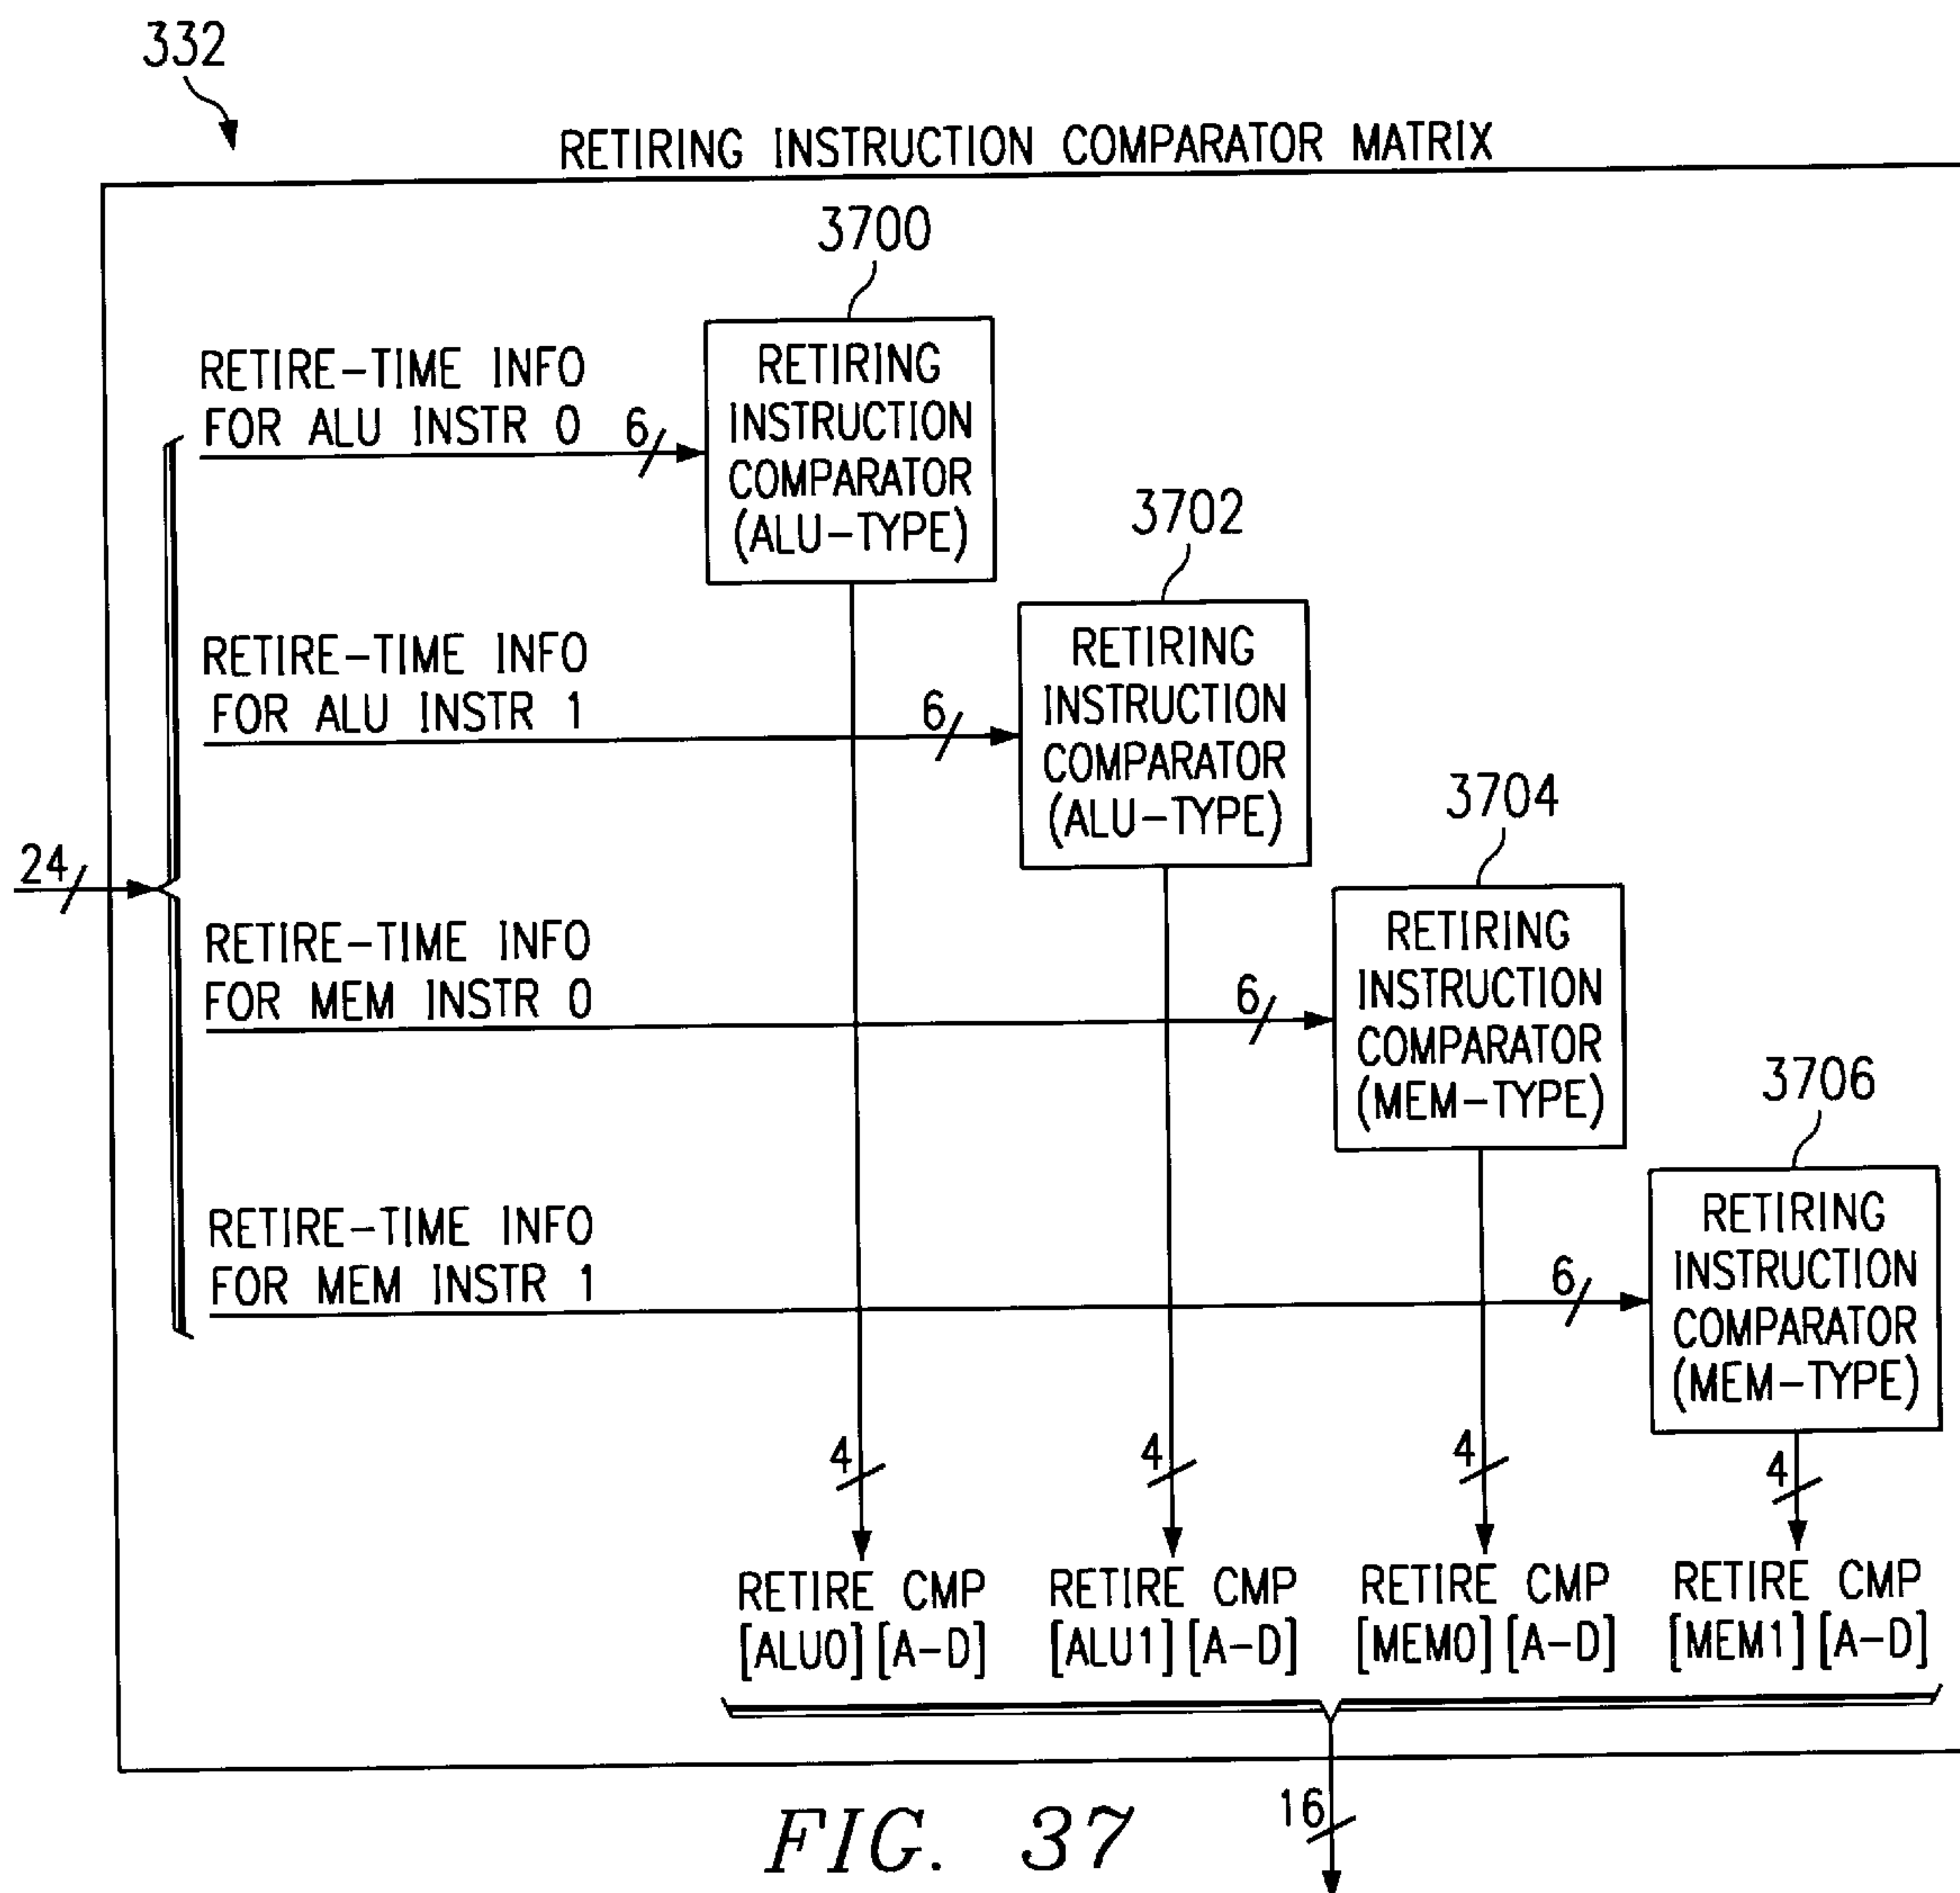 332
RETIRING INSTRUCTION COMPARATOR MATRIX
3700
RETIRE-TIME INFO
FOR ALU INSTR 0
6
RETIRING
INSTRUCTION
COMPARATOR
(ALU-TYPE)
3702
RETIRE-TIME INFO
FOR ALU INSTR 1
6
RETIRING
INSTRUCTION
COMPARATOR
(ALU-TYPE)
3704
24
RETIRE-TIME INFO
FOR MEM INSTR 0
6
RETIRING
INSTRUCTION
COMPARATOR
(MEM-TYPE)
3706
RETIRE-TIME INFO
FOR MEM INSTR 1
6
RETIRING
INSTRUCTION
COMPARATOR
(MEM-TYPE)
4
4
4
4
RETIRE CMP
[ALU0][A-D]
RETIRE CMP
[ALU1][A-D]
RETIRE CMP
[MEM0][A-D]
RETIRE CMP
[MEM1][A-D]
16
FIG. 37